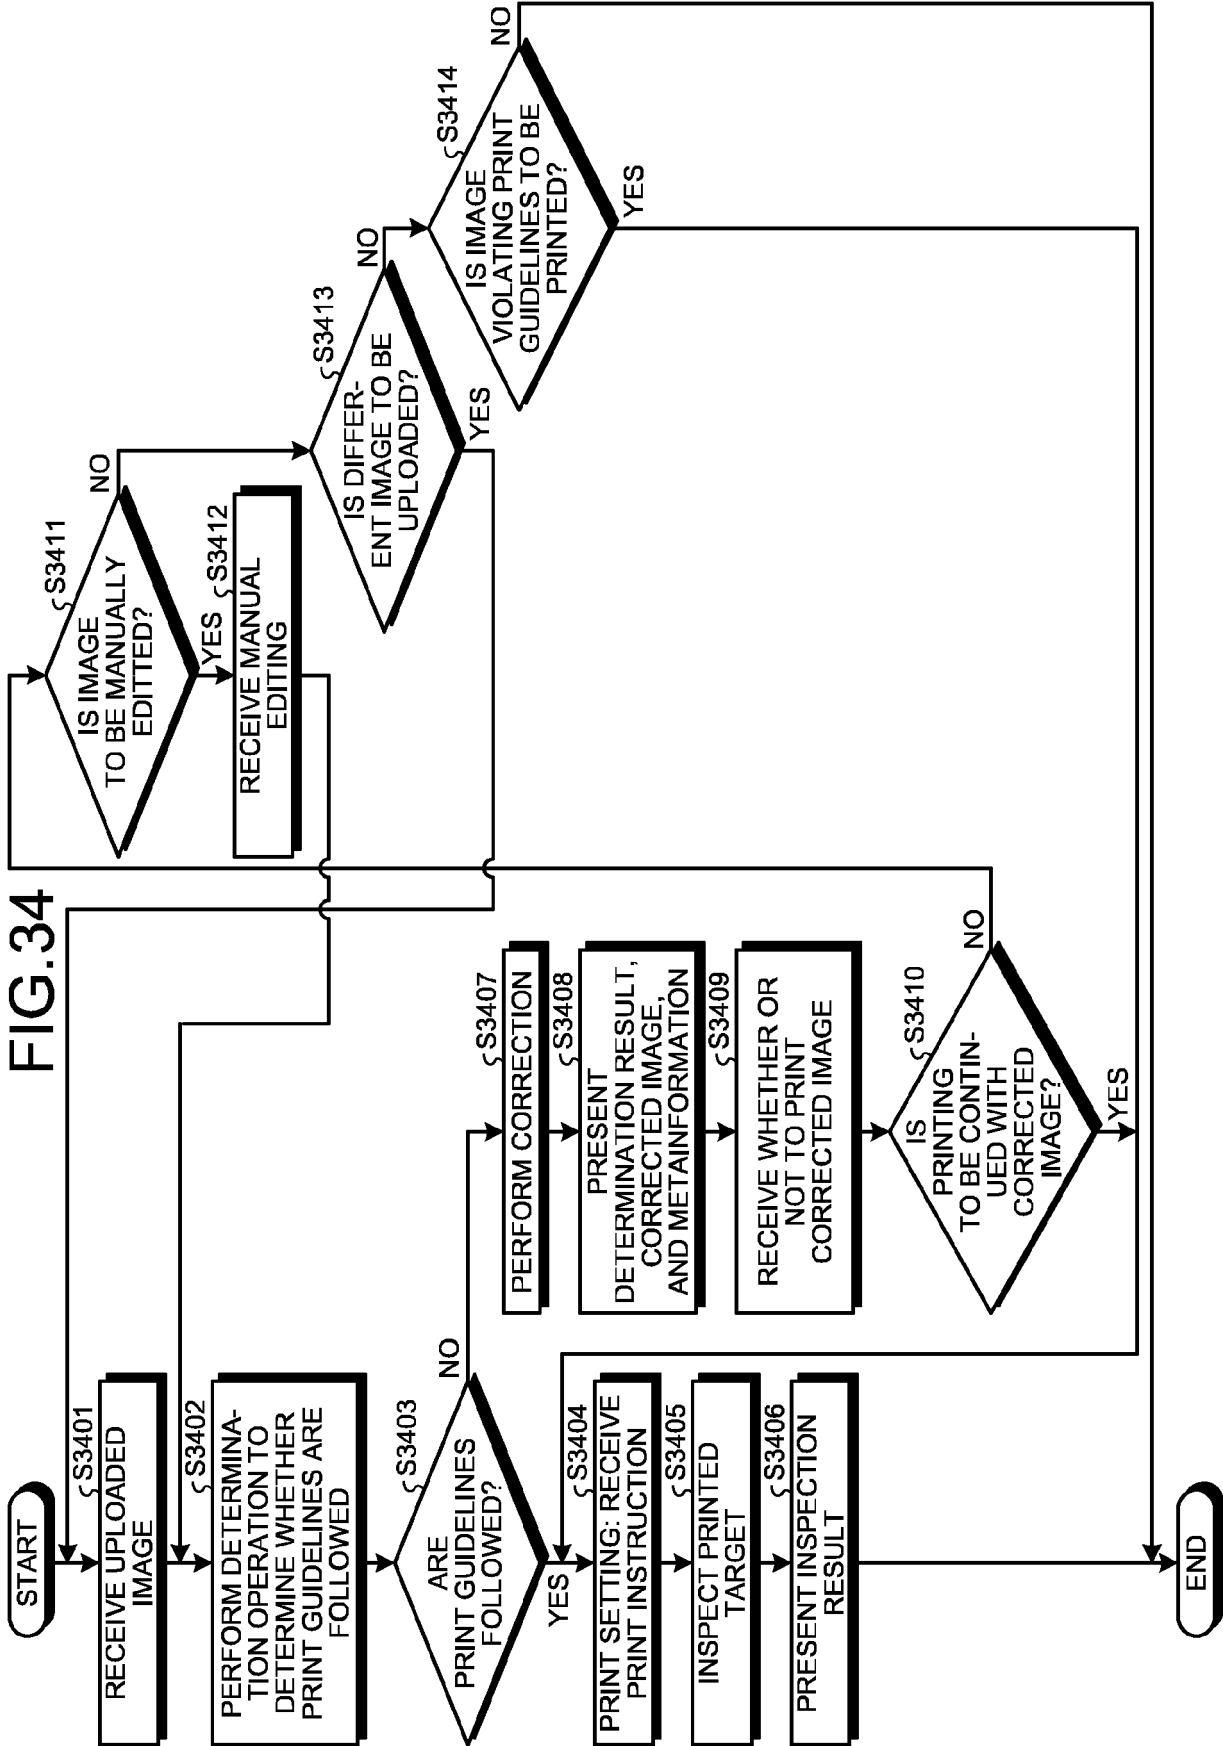 FIG.34
START
S3401
RECEIVE UPLOADED
IMAGE
S3402
PERFORM DETERMINA-
TION OPERATION TO
DETERMINE WHETHER
PRINT GUIDELINES ARE
FOLLOWED
S3403
ARE
PRINT GUIDELINES
FOLLOWED?
NO
YES
S3404
PRINT SETTING: RECEIVE
PRINT INSTRUCTION
S3405
INSPECT PRINTED
TARGET
S3406
PRESENT INSPECTION
RESULT
END
S3407
PERFORM CORRECTION
S3408
PRESENT
DETERMINATION RESULT,
CORRECTED IMAGE,
AND METAINFORMATION
S3409
RECEIVE WHETHER OR
NOT TO PRINT
CORRECTED IMAGE
S3410
IS
PRINTING
TO BE CONTIN-
UED WITH
CORRECTED
IMAGE?
NO
YES
S3411
IS IMAGE
TO BE MANUALLY
EDITTED?
NO
YES
S3412
RECEIVE MANUAL
EDITING
S3413
IS DIFFER-
ENT IMAGE TO BE
UPLOADED?
NO
YES
S3414
IS IMAGE
VIOLATING PRINT
GUIDELINES TO BE
PRINTED?
NO
YES